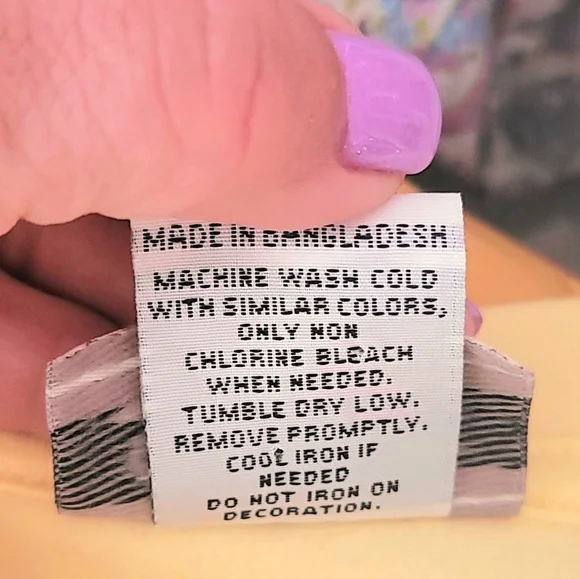 MADE IN BANGLADESH
MACHINE WASH COLD
WITH SIMILAR COLORS,
ONLY NON
CHLORINE BLEACH
WHEN NEEDED.
TUMBLE DRY LOW.
REMOVE PROMPTLY.
COOL IRON IF
NEEDED
DO NOT IRON ON
DECORATION.